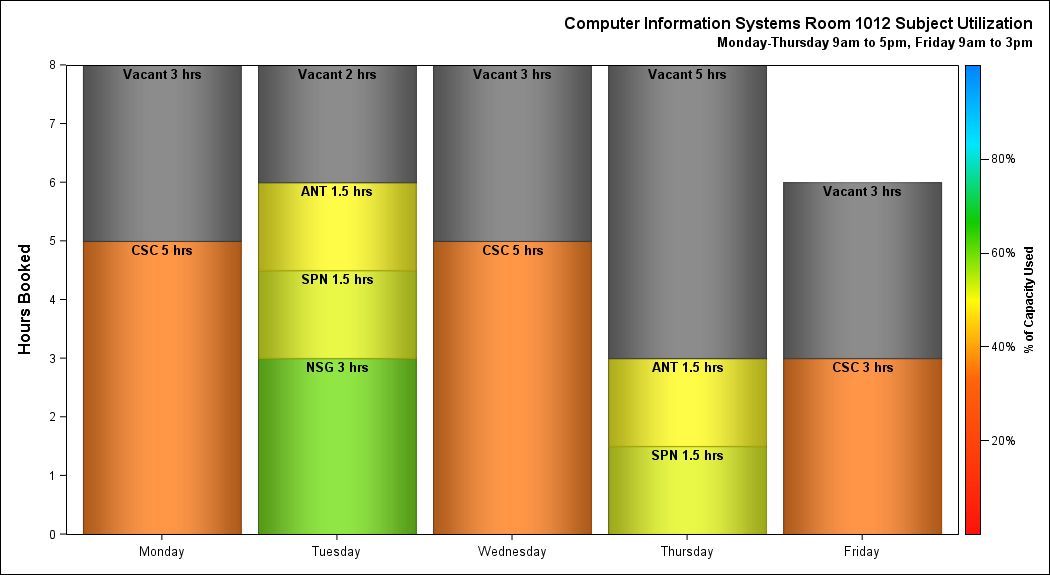 Computer Information Systems Room 1012 Subject Utilization
Monday-Thursday 9am to 5pm, Friday 9am to 3pm
Hours Booked
8
7
6
5
4
3
2
1
0
Vacant 3 hrs
CSC 5 hrs
Vacant 2 hrs
ANT 1.5 hrs
SPN 1.5 hrs
NSG 3 hrs
Vacant 3 hrs
CSC 5 hrs
Vacant 5 hrs
ANT 1.5 hrs
SPN 1.5 hrs
Vacant 3 hrs
CSC 3 hrs
Monday
Tuesday
Wednesday
Thursday
Friday
80%
60%
40%
20%
% of Capacity Used